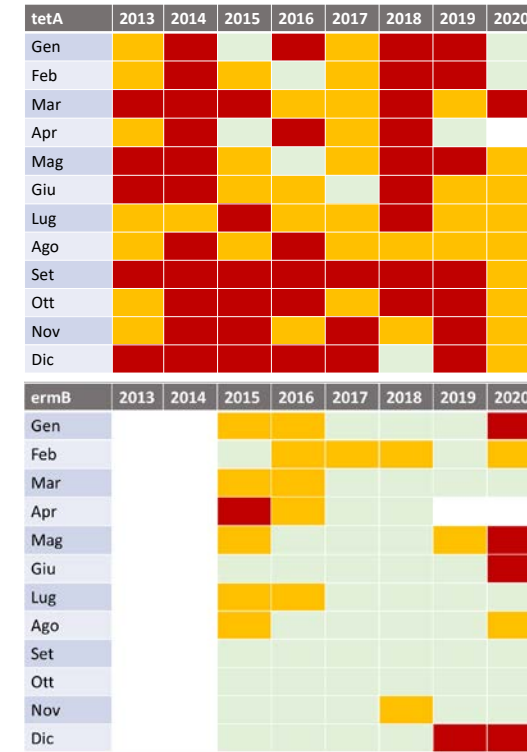 tetA 2013 2014 2015 2016 2017 2018 2019 2020
Gen
Feb
Mar
Apr
Mag
Giu
Lug
Ago
Set
Ott
Nov
Dic
ermB 2013 2014 2015 2016 2017 2018 2019 2020
Gen
Feb
Mar
Apr
Mag
Giu
Lug
Ago
Set
Ott
Nov
Dic